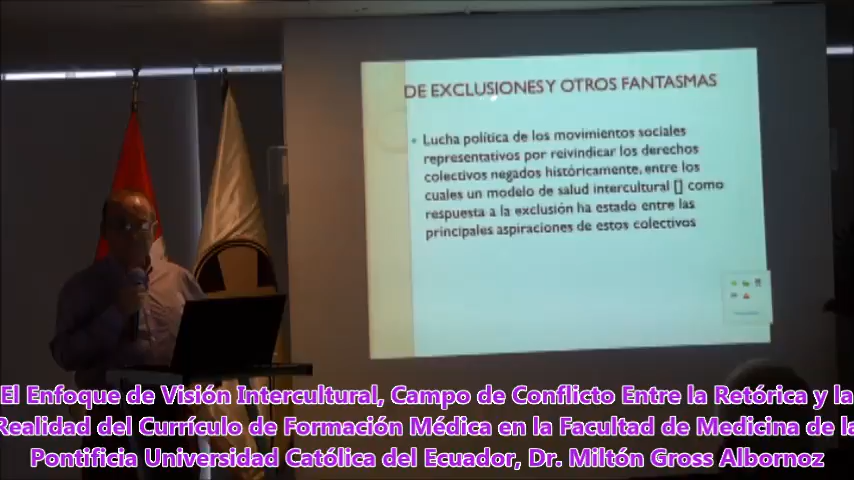 DE EXCLUSIONES Y OTROS FANTASMAS
Lucha política de los movimientos sociales
representativos por reivindicar los derechos
colectivos negados históricamente, entre los
cuales un modelo de salud intercultural [] como
respuesta a la exclusión ha estado entre las
principales aspiraciones de estos colectivos
El Enfoque de Visión Intercultural, Campo de Conflicto Entre la Retórica y la
Realidad del Currículo de Formación Médica en la Facultad de Medicina de la
Pontificia Universidad Católica del Ecuador, Dr. Miltón Gross Albornoz